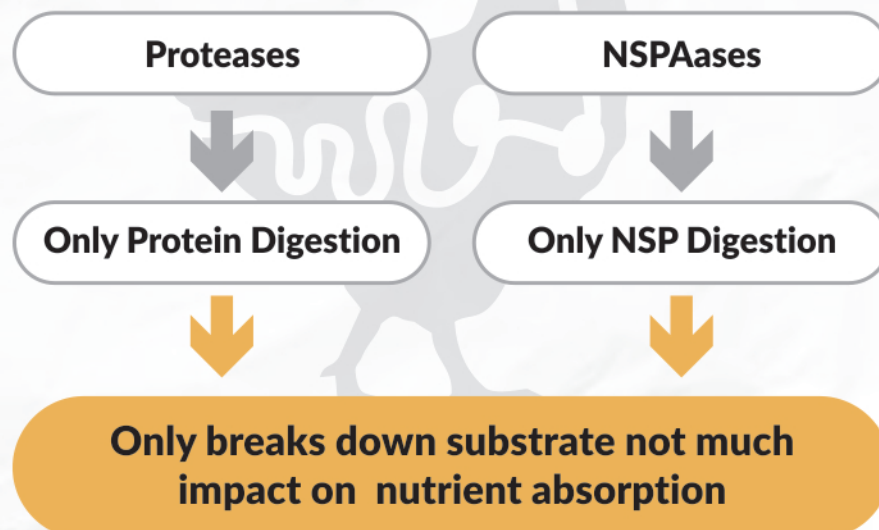 Proteases
NSPAases
Only Protein Digestion
Only NSP Digestion
Only breaks down substrate not much
impact on nutrient absorption